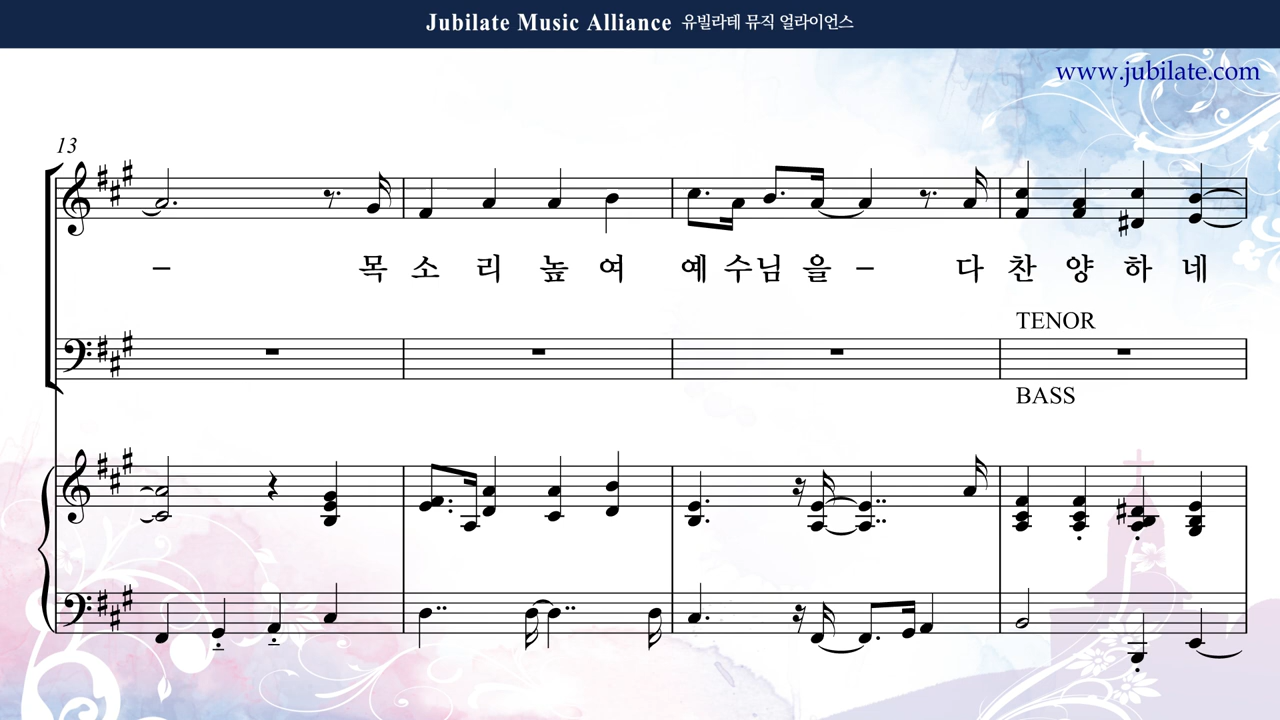 Jubilate Music Alliance 유빌라테 뮤직 얼라이언스
www.jubilate.com
13
– 목 소 리 높 여 예 수 님 을 – 다 찬 양 하 네
TENOR
BASS